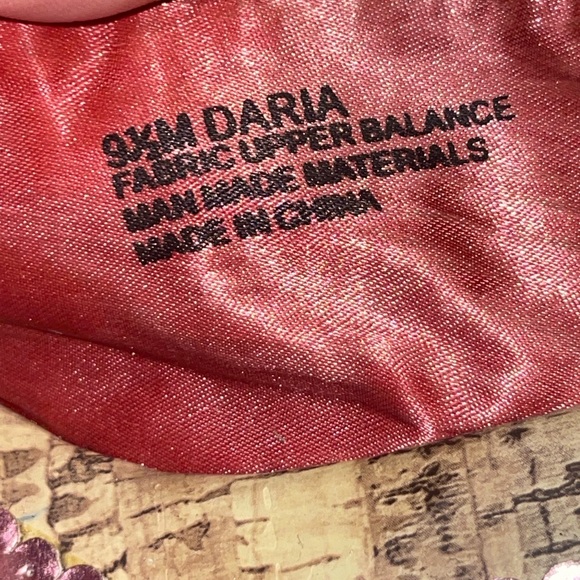 9XM DARIA
FABRIC UPPER BALANCE
MAN MADE MATERIALS
MADE IN CHINA